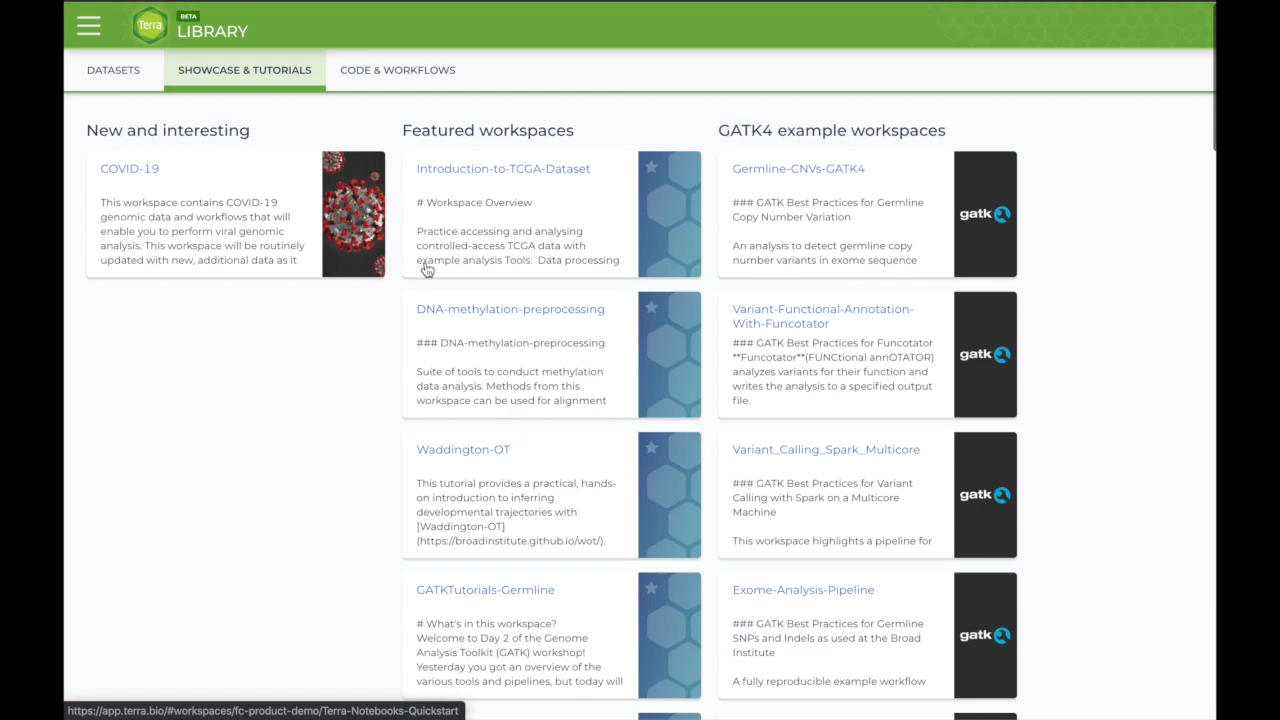 Terra
BETA
LIBRARY
DATASETS
SHOWCASE & TUTORIALS
CODE & WORKFLOWS
New and interesting
COVID-19
This workspace contains COVID-19
genomic data and workflows that will
enable you to perform viral genomic
analysis. This workspace will be routinely
updated with new, additional data as it
Featured workspaces
Introduction-to-TCGA-Dataset
# Workspace Overview
Practice accessing and analysing
controlled-access TCGA data with
example analysis Tools.  Data processing
DNA-methylation-preprocessing
### DNA-methylation-preprocessing
Suite of tools to conduct methylation
data analysis. Methods from this
workspace can be used for alignment
Waddington-OT
This tutorial provides a practical, hands-
on introduction to inferring
developmental trajectories with
[Waddington-OT]
(https://broadinstitute.github.io/wot/).
GATKTutorials-Germline
# What's in this workspace?
Welcome to Day 2 of the Genome
Analysis Toolkit (GATK) workshop!
Yesterday you got an overview of the
various tools and pipelines, but today will
GATK4 example workspaces
Germline-CNVs-GATK4
### GATK Best Practices for Germline
Copy Number Variation
An analysis to detect germline copy
number variants in exome sequence
gatk
Variant-Functional-Annotation-
With-Funcotator
### GATK Best Practices for Funcotator
**Funcotator**(FUNCtional annOTATOR)
analyzes variants for their function and
writes the analysis to a specified output
file.
gatk
Variant_Calling_Spark_Multicore
### GATK Best Practices for Variant
Calling with Spark on a Multicore
Machine
This workspace highlights a pipeline for
gatk
Exome-Analysis-Pipeline
### GATK Best Practices for Germline
SNPs and Indels as used at the Broad
Institute
A fully reproducible example workflow
gatk
https://app.terra.bio/#workspaces/fc-product-demo/Terra-Notebooks-Quickstart